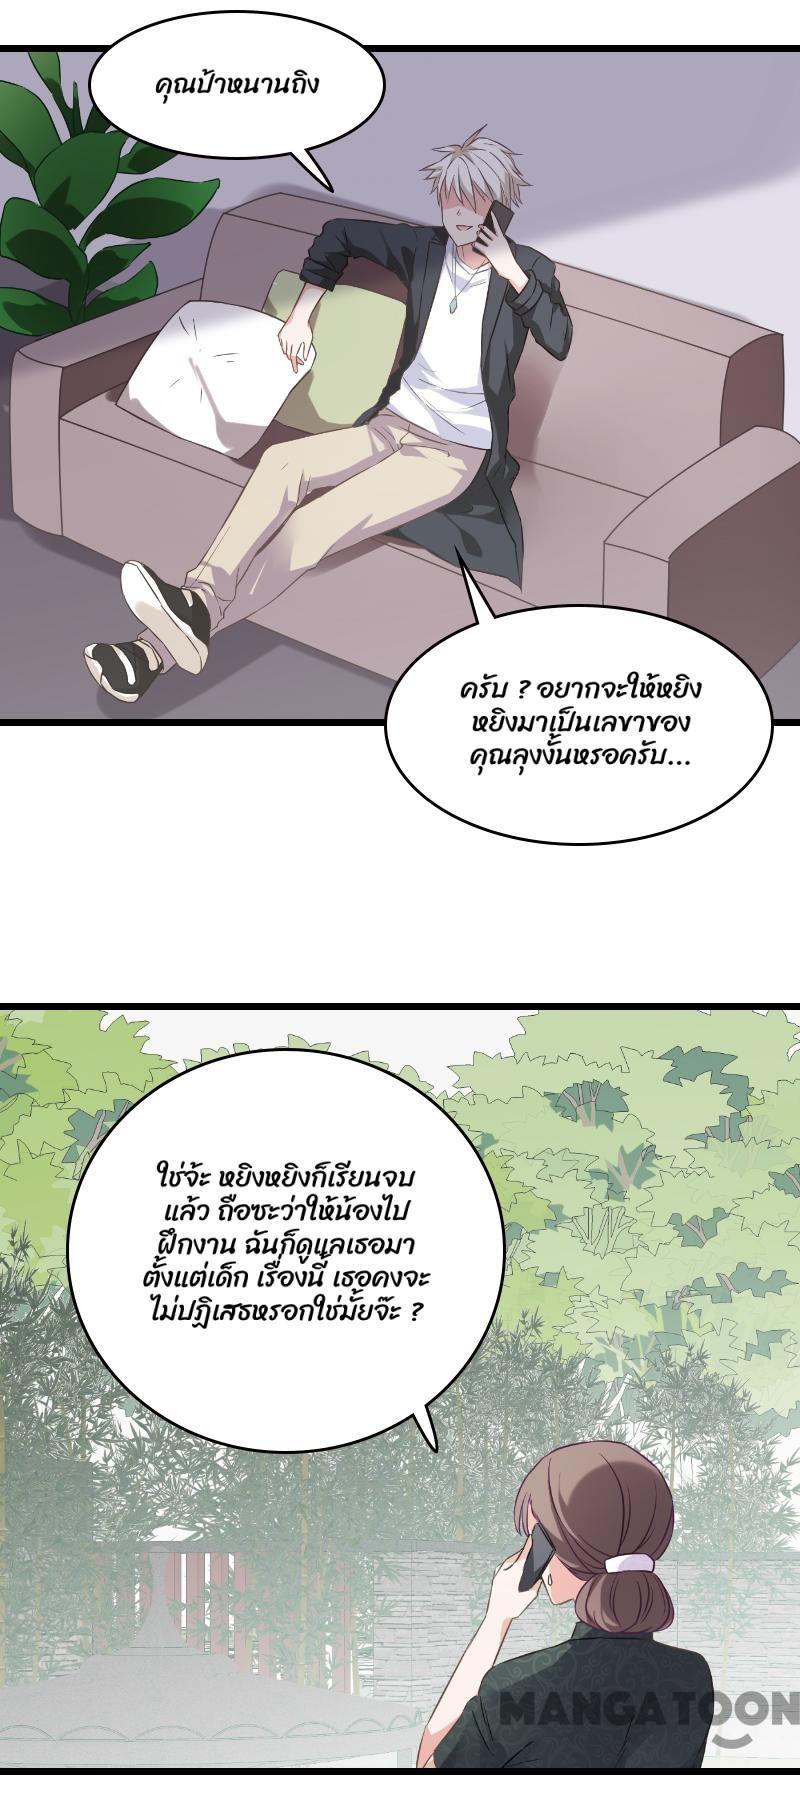 คุณป้าหนานถิง
ครับ ? อยากจะให้หยิง
หยิงมาเป็นเลขาของ
คุณลุงงั้นหรอครับ...
ใช่จ้ะ หยิงหยิงก็เรียนจบ
แล้ว ถือซะว่าให้น้องไป
ฝึกงาน ฉันก็ดูแลเธอมา
ตั้งแต่เด็ก เรื่องนี้ เธอคงจะ
ไม่ปฏิเสธหรอกใช่มั้ยจ๊ะ ?
MANGATOON